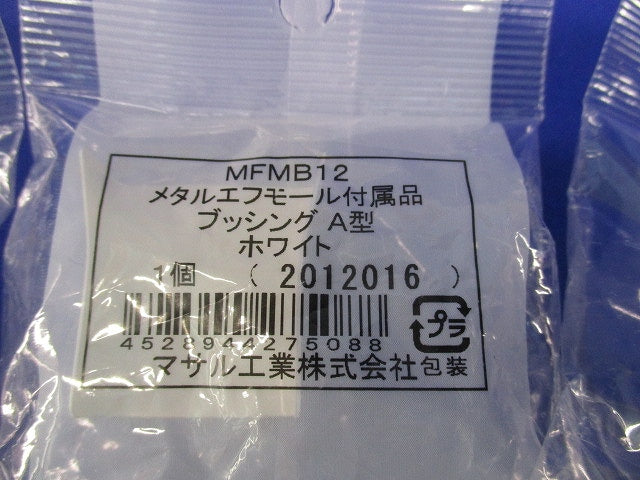 MFMB12
メタルエフモール付属品
ブッシング A型
ホワイト
1個 (2012016)
4528944275088
プラ
マサル工業株式会社 包装